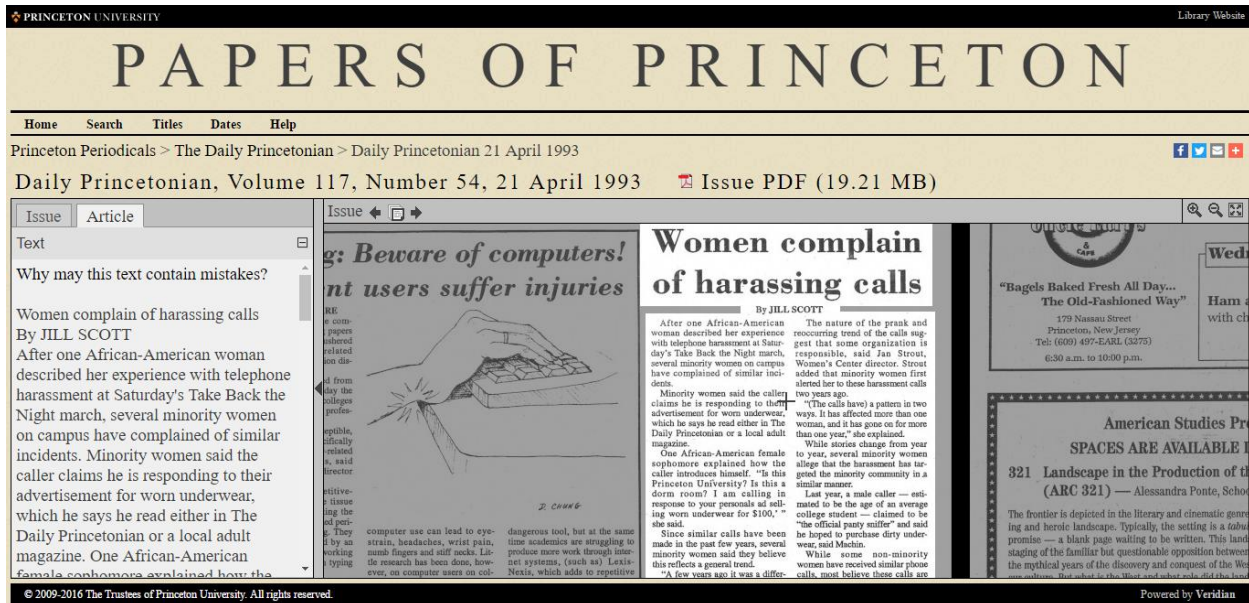 PRINCETON UNIVERSITY
Library Website
PAPERS OF PRINCETON
Home Search Titles Dates Help
Princeton Periodicals > The Daily Princetonian > Daily Princetonian 21 April 1993
Daily Princetonian, Volume 117, Number 54, 21 April 1993 Issue PDF (19.21 MB)
Issue Article
Text
Why may this text contain mistakes?
Women complain of harassing calls
By JILL SCOTT
After one African-American woman
described her experience with telephone
harassment at Saturday's Take Back the
Night march, several minority women
on campus have complained of similar
incidents. Minority women said the
caller claims he is responding to their
advertisement for worn underwear,
which he says he read either in The
Daily Princetonian or a local adult
magazine. One African-American
female sophomore explained how the
Issue
g: Beware of computers!
nt users suffer injuries
D. CHUNG
computer use can lead to eye-
strain, headaches, wrist pain,
numb fingers and stiff necks. Lit-
tle research has been done, how-
ever, on computer users on col-
dangerous tool, but at the same
time academics are struggling to
produce more work through inter-
net systems, (such as) Lexis-
Nexis, which adds to repetitive
Women complain
of harassing calls
By JILL SCOTT
After one African-American
woman described her experience
with telephone harassment at Satur-
day's Take Back the Night march,
several minority women on campus
have complained of similar inci-
dents.
Minority women said the caller
claims he is responding to their
advertisement for worn underwear,
which he says he read either in The
Daily Princetonian or a local adult
magazine.
One African-American female
sophomore explained how the
caller introduces himself. "Is this
Princeton University? Is this a
dorm room? I am calling in
response to your personals ad sell-
ing worn underwear for $100,' "
she said.
Since similar calls have been
made in the past few years, several
minority women said they believe
this reflects a general trend.
"A few years ago it was a differ-
The nature of the prank and
reoccurring trend of the calls sug-
gest that some organization is
responsible, said Jan Strout,
Women's Center director. Strout
added that minority women first
alerted her to these harassment calls
two years ago.
"(The calls have) a pattern in two
ways. It has affected more than one
woman, and it has gone on for more
than one year," she explained.
While stories change from year
to year, several minority women
allege that the harassment has tar-
geted the minority community in a
similar manner.
Last year, a male caller — esti-
mated to be the age of an average
college student — claimed to be
"the official panty sniffer" and said
he hoped to purchase dirty under-
wear, said Machin.
While some non-minority
women have received similar phone
calls, most believe these calls are
& CAFE
"Bagels Baked Fresh All Day...
The Old-Fashioned Way"
179 Nassau Street
Princeton, New Jersey
Tel: (609) 497-EARL (3275)
6:30 a.m. to 10:00 p.m.
Wedn
Ham a
with ch
American Studies Pr
SPACES ARE AVAILABLE
321 Landscape in the Production of t
(ARC 321) — Alessandra Ponte, Schoo
The frontier is depicted in the literary and cinematic genre
ing and heroic landscape. Typically, the setting is a tabu
promise — a blank page waiting to be written. This land
staging of the familiar but questionable opposition between
the mythical years of the discovery and conquest of the Wes
© 2009-2016 The Trustees of Princeton University. All rights reserved.
Powered by Veridian